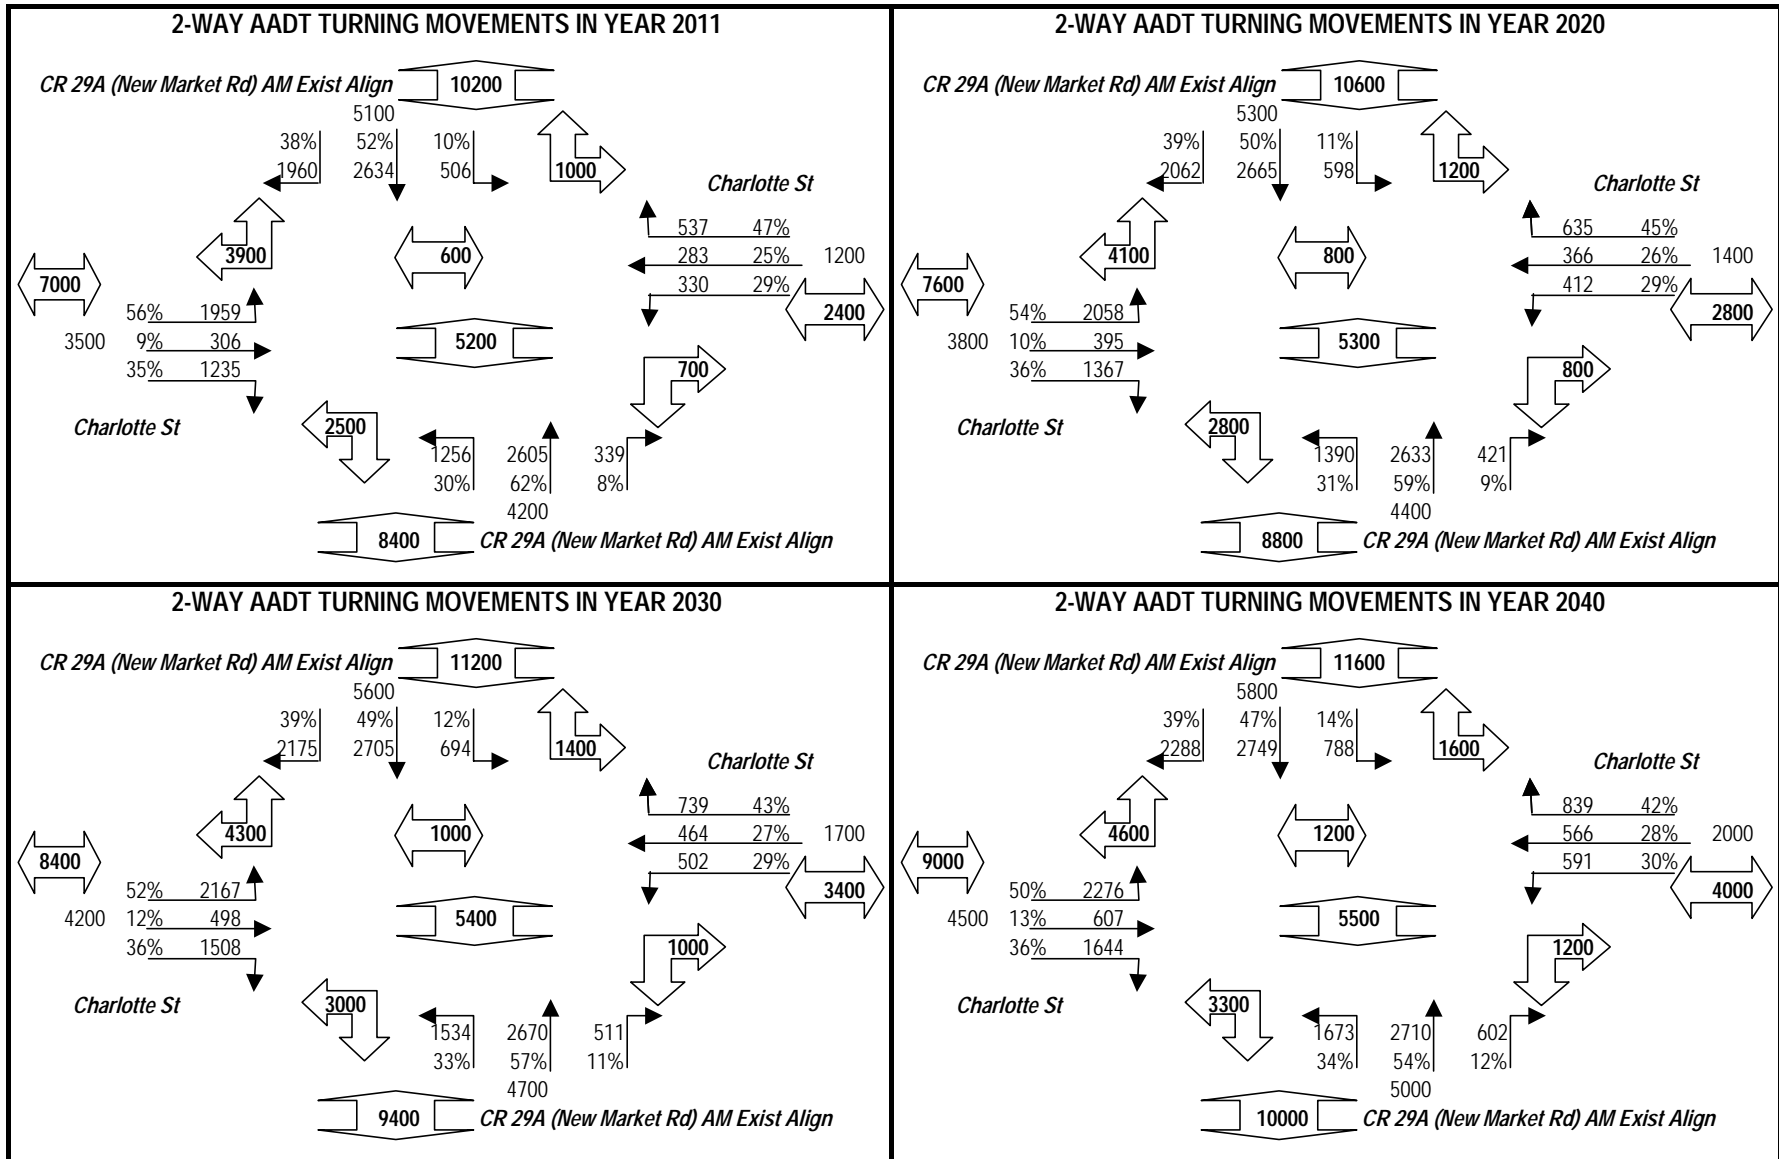 2-WAY AADT TURNING MOVEMENTS IN YEAR 2011
CR 29A (New Market Rd) AM Exist Align 10200
5100
38% 52% 10%
1960 2634 506
1000
Charlotte St
537 47%
283 25% 1200
330 29%
2400
3900
600
7000
56% 1959
3500 9% 306
35% 1235
5200
700
Charlotte St
2500
1256 2605 339
30% 62% 8%
4200
8400 CR 29A (New Market Rd) AM Exist Align
2-WAY AADT TURNING MOVEMENTS IN YEAR 2020
CR 29A (New Market Rd) AM Exist Align 10600
5300
39% 50% 11%
2062 2665 598
1200
Charlotte St
635 45%
366 26% 1400
412 29%
2800
4100
800
7600
54% 2058
3800 10% 395
36% 1367
5300
800
Charlotte St
2800
1390 2633 421
31% 59% 9%
4400
8800 CR 29A (New Market Rd) AM Exist Align
2-WAY AADT TURNING MOVEMENTS IN YEAR 2030
CR 29A (New Market Rd) AM Exist Align 11200
5600
39% 49% 12%
2175 2705 694
1400
Charlotte St
739 43%
464 27% 1700
502 29%
3400
4300
1000
8400
52% 2167
4200 12% 498
36% 1508
5400
1000
Charlotte St
3000
1534 2670 511
33% 57% 11%
4700
9400 CR 29A (New Market Rd) AM Exist Align
2-WAY AADT TURNING MOVEMENTS IN YEAR 2040
CR 29A (New Market Rd) AM Exist Align 11600
5800
39% 47% 14%
2288 2749 788
1600
Charlotte St
839 42%
566 28% 2000
591 30%
4000
4600
1200
9000
50% 2276
4500 13% 607
36% 1644
5500
1200
Charlotte St
3300
1673 2710 602
34% 54% 12%
5000
10000 CR 29A (New Market Rd) AM Exist Align